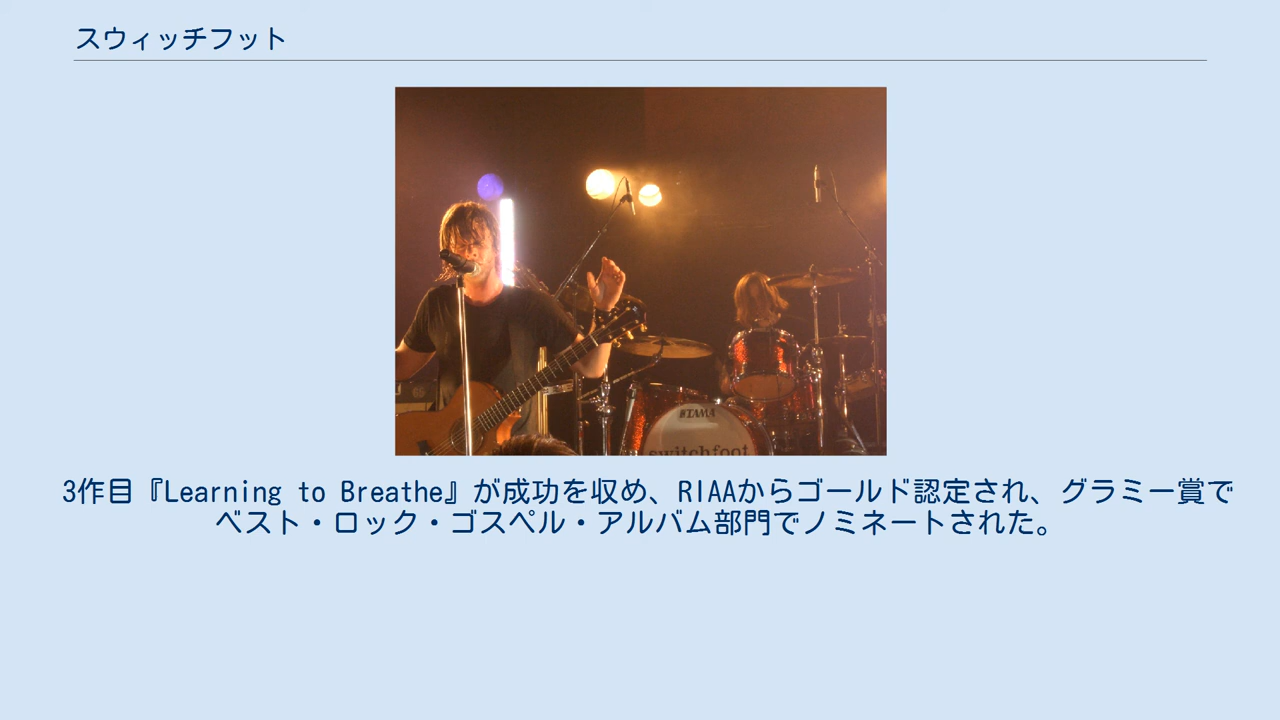 スウィッチフット
TAMA
switchfoot
3作目『Learning to Breathe』が成功を収め、RIAAからゴールド認定され、グラミー賞で
ベスト・ロック・ゴスペル・アルバム部門でノミネートされた。